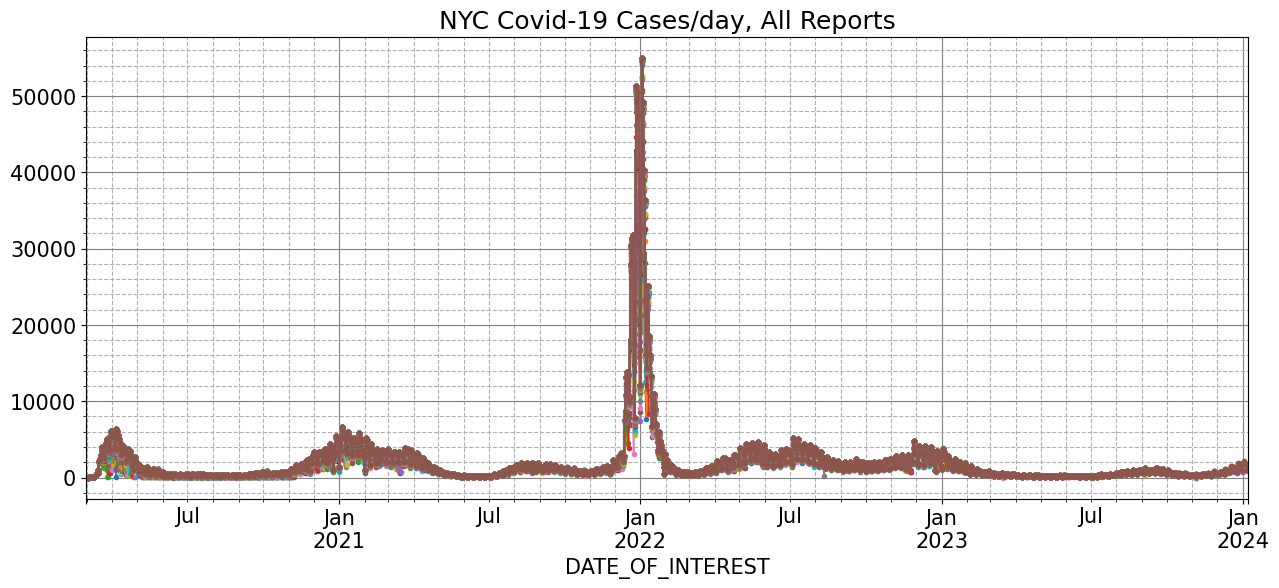 NYC Covid-19 Cases/day, All Reports
50000
40000
30000
20000
10000
0
Jul Jan Jul Jan Jul Jan Jul Jan
2021 2022 2023 2024
DATE_OF_INTEREST